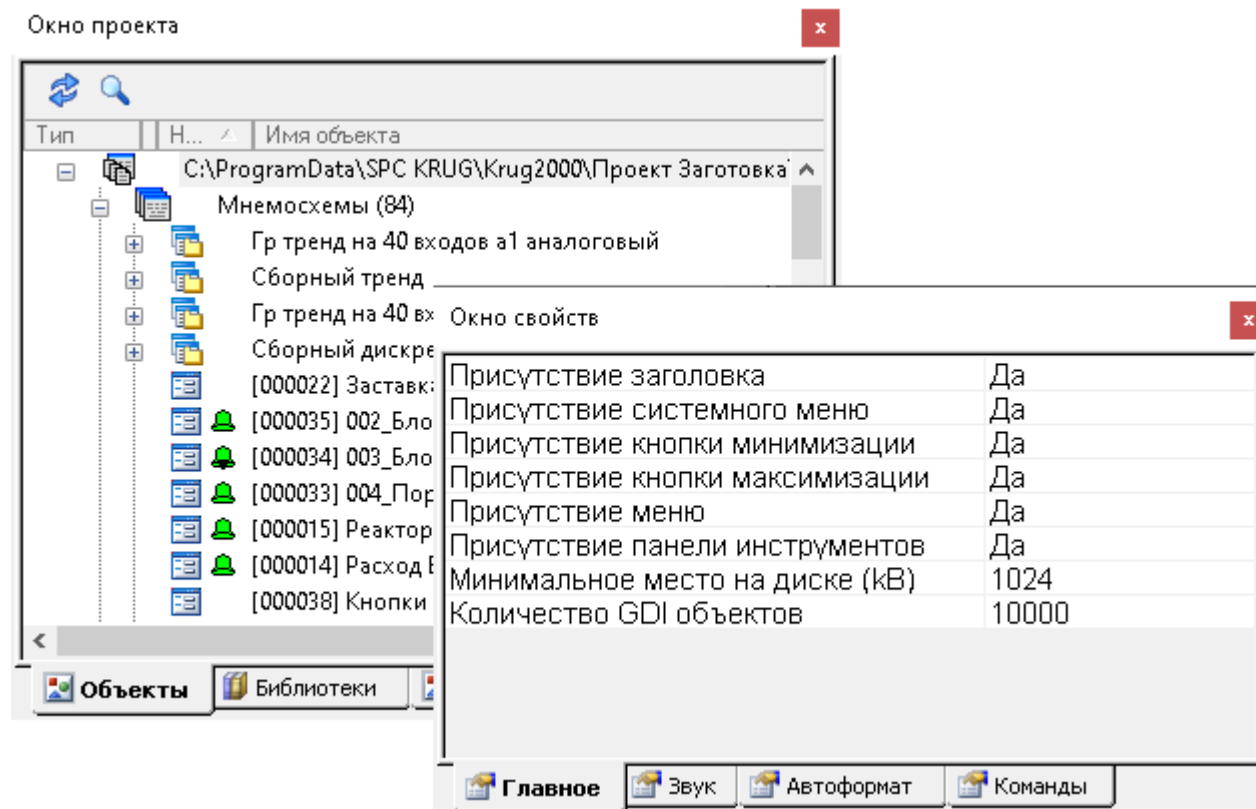 Окно проекта
x
Тип Н... Имя объекта
C:\ProgramData\SPC KRUG\Krug2000\Проект Заготовка
Мнемосхемы (84)
Гр тренд на 40 входов а1 аналоговый
Сборный тренд
Гр тренд на 40 вх
Сборный дискре
[000022] Заставк
[000035] 002_Бло
[000034] 003_Бло
[000033] 004_Пор
[000015] Реактор
[000014] Расход
[000038] Кнопки
Объекты Библиотеки
Окно свойств
x
Присутствие заголовка Да
Присутствие системного меню Да
Присутствие кнопки минимизации Да
Присутствие кнопки максимизации Да
Присутствие меню Да
Присутствие панели инструментов Да
Минимальное место на диске (kB) 1024
Количество GDI объектов 10000
Главное Звук Автоформат Команды